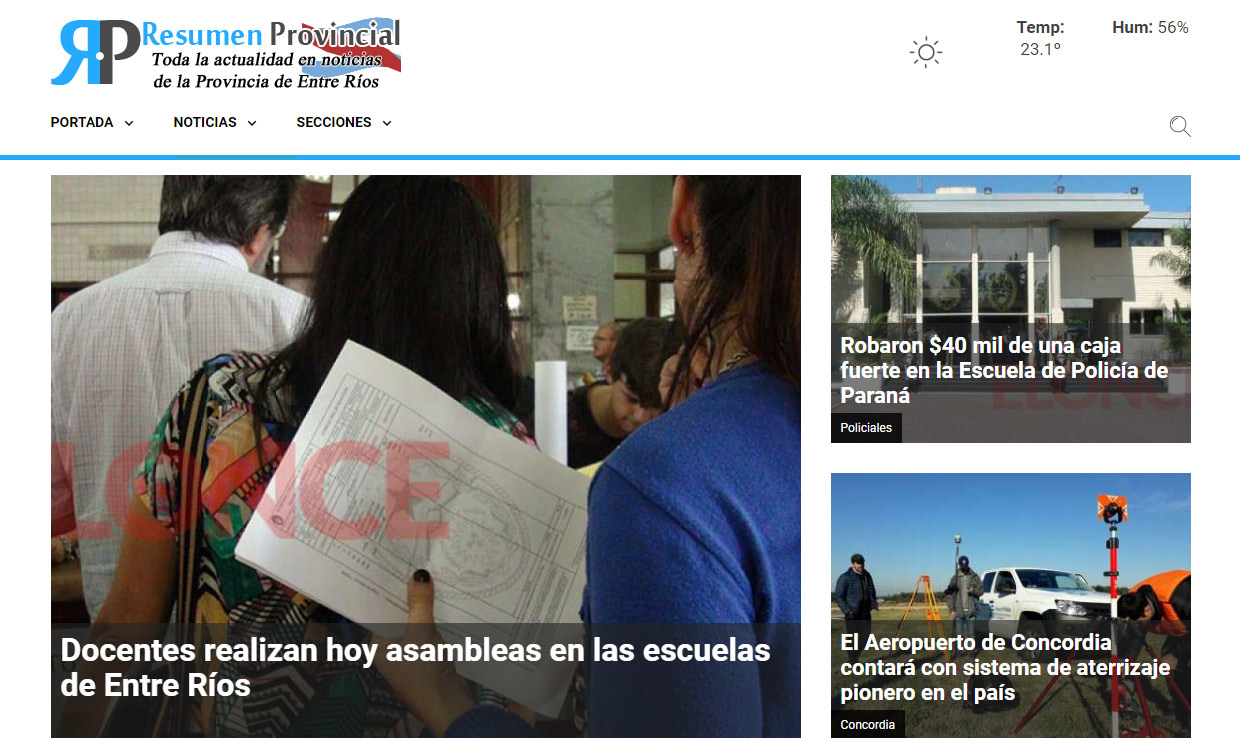 RP
Resumen Provincial
Toda la actualidad en noticias
de la Provincia de Entre Ríos
Temp:
23.1º
Hum: 56%
PORTADA
NOTICIAS
SECCIONES
ELONCE
Docentes realizan hoy asambleas en las escuelas
de Entre Ríos
ELONCE
Robaron $40 mil de una caja
fuerte en la Escuela de Policía de
Paraná
Policiales
El Aeropuerto de Concordia
contará con sistema de aterrizaje
pionero en el país
Concordia